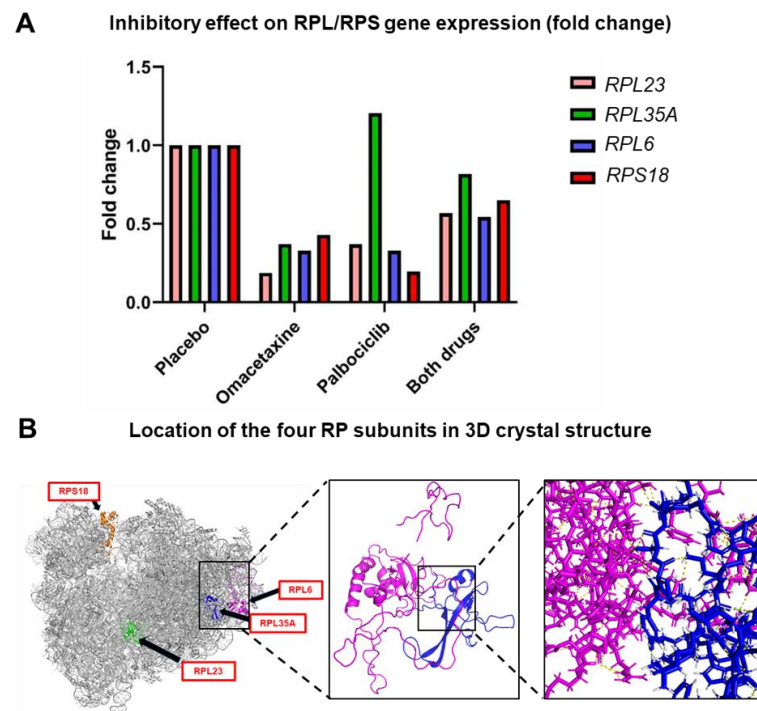 A
Inhibitory effect on RPL/RPS gene expression (fold change)
Fold change
1.5
1.0
0.5
0.0
Placebo
Omacetaxine
Palbociclib
Both drugs
RPL23
RPL35A
RPL6
RPS18
B
Location of the four RP subunits in 3D crystal structure
RPS18
RPL6
RPL35A
RPL23